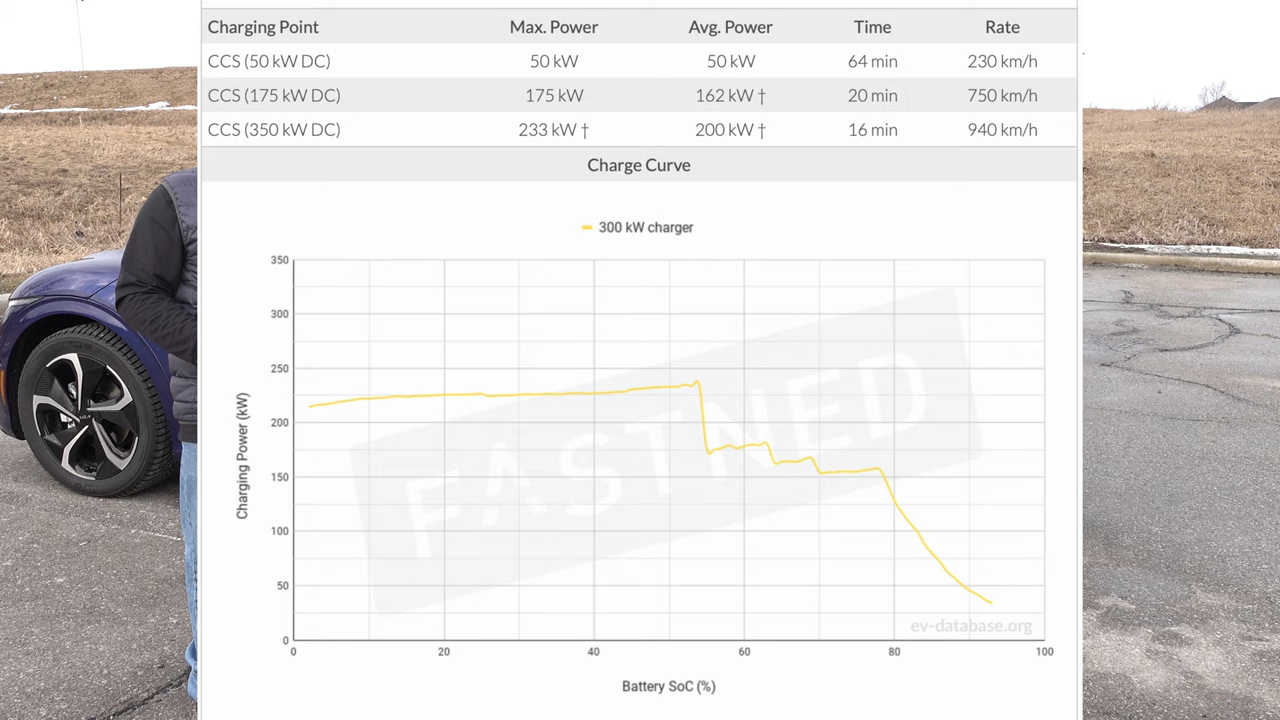 Charging Point Max. Power Avg. Power Time Rate
CCS (50 kW DC) 50 kW 50 kW 64 min 230 km/h
CCS (175 kW DC) 175 kW 162 kW † 20 min 750 km/h
CCS (350 kW DC) 233 kW † 200 kW † 16 min 940 km/h
Charge Curve
300 kW charger
350
300
250
200
150
100
50
0
Charging Power (kW)
FASTNED
ev-database.org
0 20 40 60 80 100
Battery SoC (%)
KIA